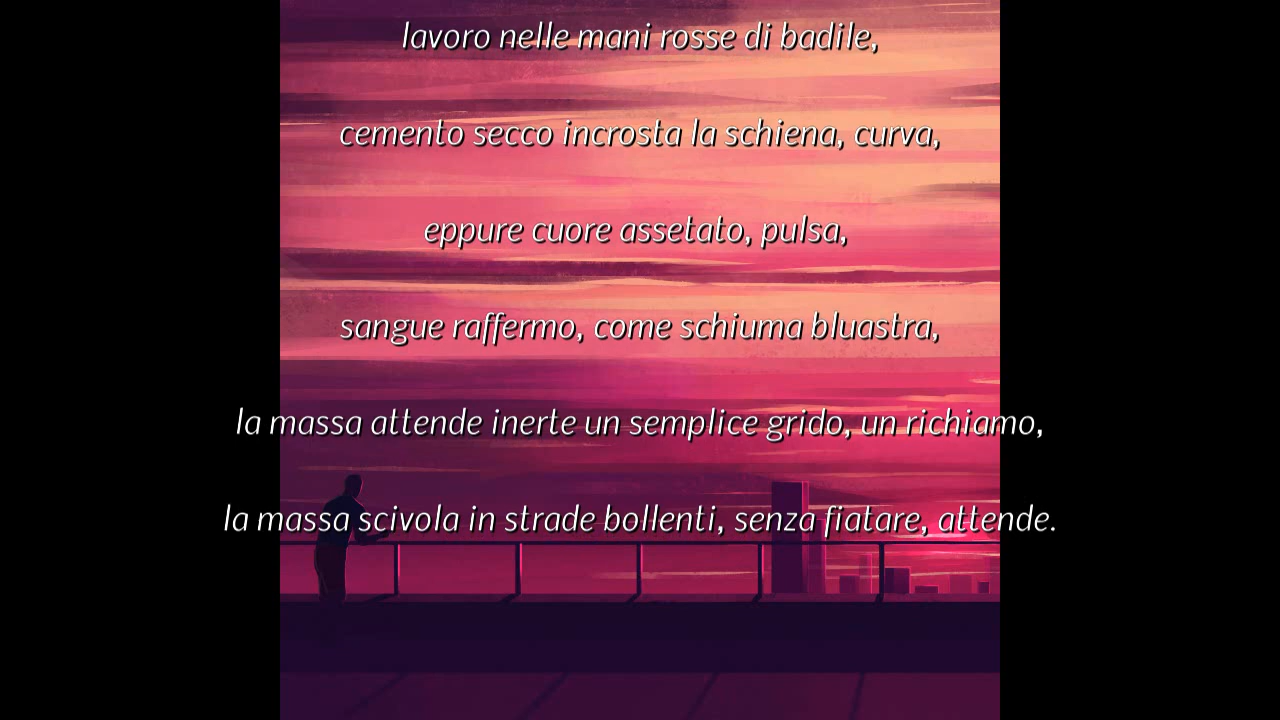 lavoro nelle mani rosse di badile,
cemento secco incrosta la schiena, curva,
eppure cuore assetato, pulsa,
sangue raffermo, come schiuma bluastra,
la massa attende inerte un semplice grido, un richiamo,
la massa scivola in strade bollenti, senza fiatare, attende.